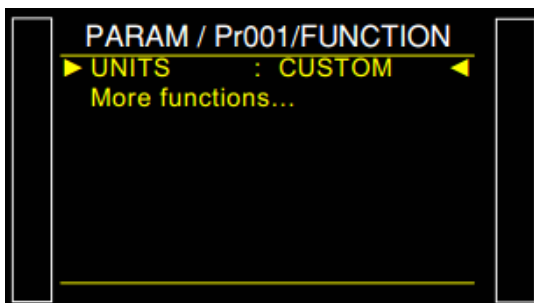 PARAM / Pr001/FUNCTION
▶ UNITS : CUSTOM ◀
More functions...